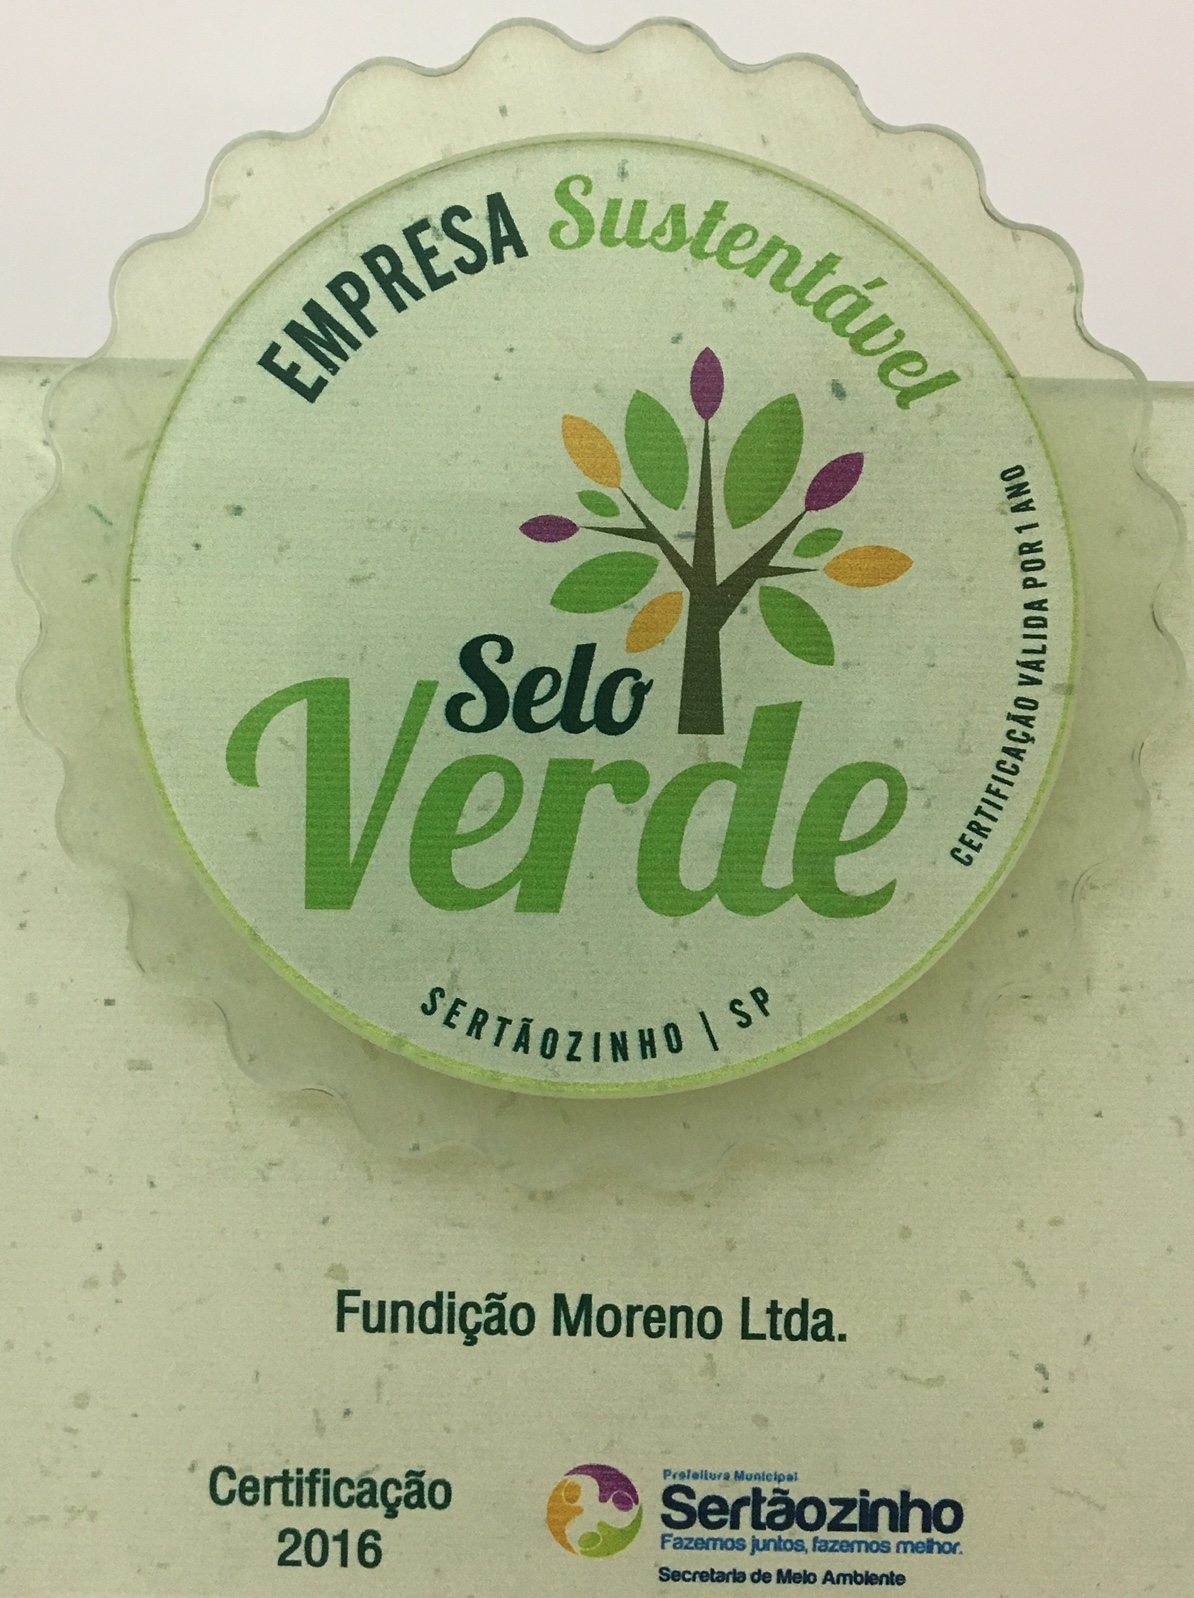 EMPRESA Sustentável
CERTIFICAÇÃO VÁLIDA POR 1 ANO
Selo
Verde
SERTÃOZINHO | SP
Fundição Moreno Ltda.
Certificação
2016
Prefeitura Municipal
Sertãozinho
Fazemos juntos, fazemos melhor.
Secretaria de Meio Ambiente